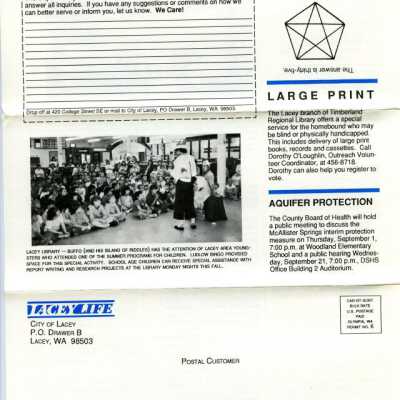 answer all inquiries. If you have any suggestions or comments on how we
can better serve or inform you, let us know. We Care!
Drop off at 420 College Street SE or mail to City of Lacey, PO Drawer B, Lacey, WA 98503
LACEY LIBRARY — BUFFO (AND HIS ISLAND OF RIDDLES) HAS THE ATTENTION OF LACEY AREA YOUNG-
STERS WHO ATTENDED ONE OF THE SUMMER PROGRAMS FOR CHILDREN. LUDLOW BINGO PROVIDED
SPACE FOR THIS SPECIAL ACTIVITY. SCHOOL AGE CHILDREN CAN RECEIVE SPECIAL ASSISTANCE WITH
REPORT WRITING AND RESEARCH PROJECTS AT THE LIBRARY MONDAY NIGHTS THIS FALL.
The answer is thirty-five.
LARGE PRINT
The Lacey branch of Timberland
Regional Library offers a special
service for the homebound who may
be blind or physically handicapped.
This includes delivery of large print
books, records and cassettes. Call
Dorothy O'Loughlin, Outreach Volun-
teer Coordinator, at 456-8718.
Dorothy can also help you register to
vote.
AQUIFER PROTECTION
The County Board of Health will hold
a public meeting to discuss the
McAllister Springs interim protection
measure on Thursday, September 1,
7:00 p.m. at Woodland Elementary
School and a public hearing Wednes-
day, September 21, 7:00 p.m., DSHS
Office Building 2 Auditorium.
LACEY LIFE
CITY OF LACEY
P.O. DRAWER B
LACEY, WA 98503
CAR-RT-SORT
BULK RATE
U.S. POSTAGE
PAID
OLYMPIA, WA
PERMIT NO. 6
POSTAL CUSTOMER